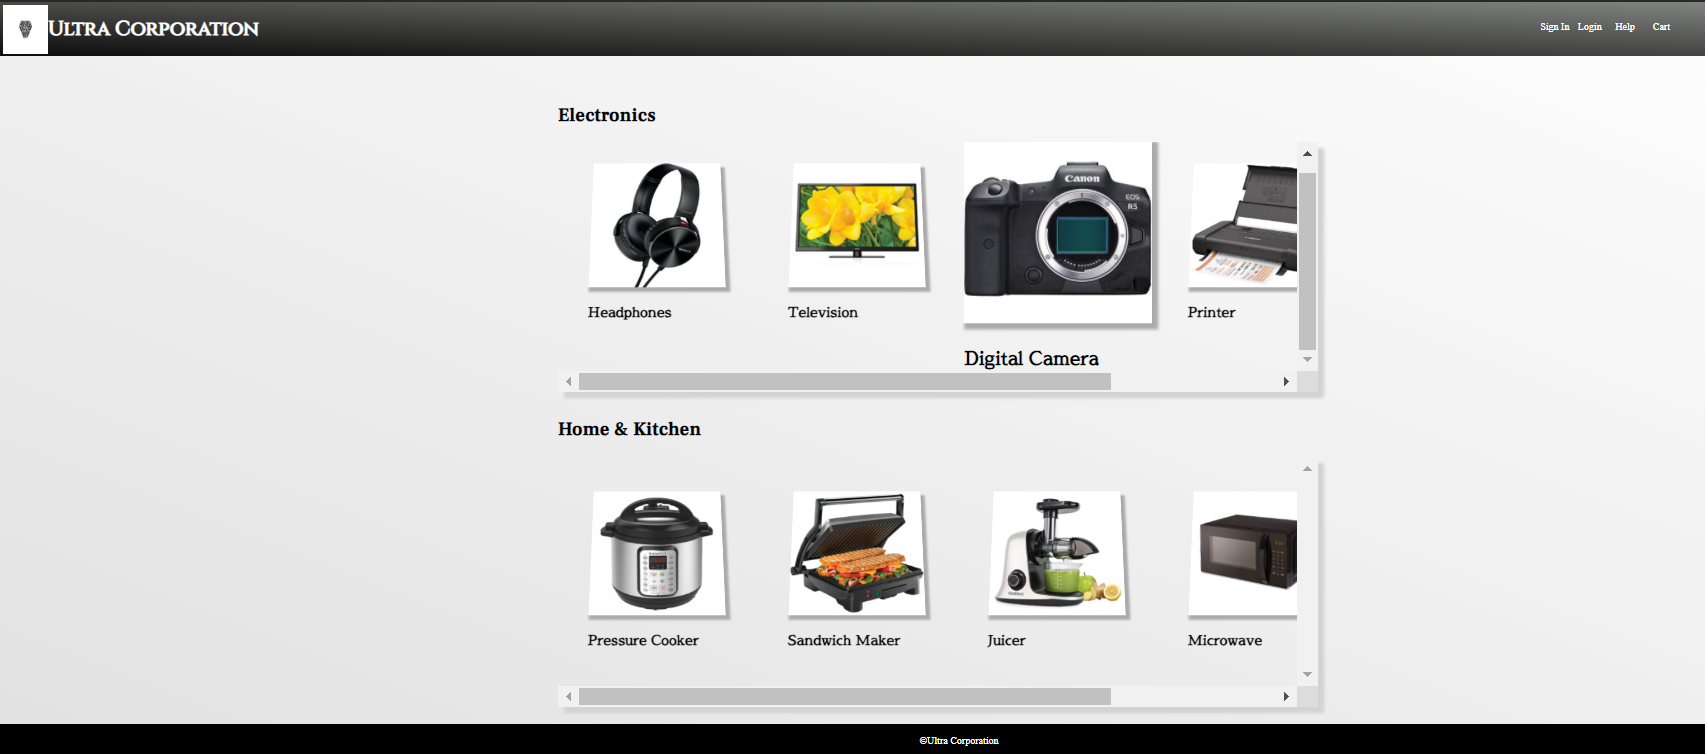 Ultra Corporation
Sign In Login Help Cart
Electronics
Canon
EOS
R5
Headphones
Television
Printer
Digital Camera
Home & Kitchen
Pressure Cooker
Sandwich Maker
Juicer
Microwave
©Ultra Corporation